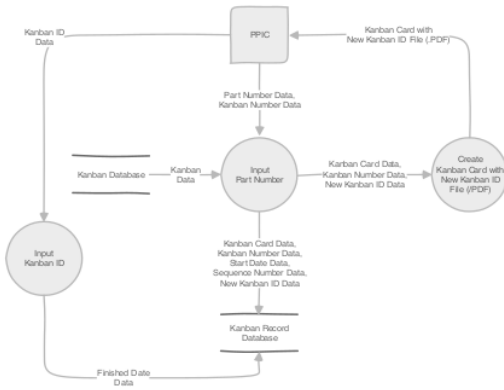 Kanban ID
Data
PPIC
Kanban Card with
New Kanban ID File (.PDF)
Part Number Data,
Kanban Number Data
Kanban Database
Kanban
Data
Input
Part Number
Kanban Card Data,
Kanban Number Data,
New Kanban ID Data
Create
Kanban Card with
New Kanban ID
File (/PDF)
Input
Kanban ID
Kanban Card Data,
Kanban Number Data,
Start Date Data,
Sequence Number Data,
New Kanban ID Data
Kanban Record
Database
Finished Date
Data